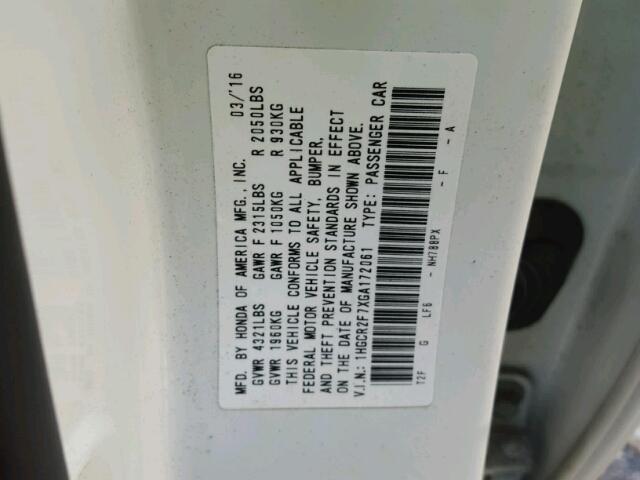 MFD. BY HONDA OF AMERICA MFG., INC. 03/'16
GVWR 4321LBS GAWR F 2315LBS R 2050LBS
GVWR 1960KG GAWR F 1050KG R 930KG
THIS VEHICLE CONFORMS TO ALL APPLICABLE
FEDERAL MOTOR VEHICLE SAFETY, BUMPER,
AND THEFT PREVENTION STANDARDS IN EFFECT
ON THE DATE OF MANUFACTURE SHOWN ABOVE.
V.I.N.: 1HGCR2F7XGA172061 TYPE: PASSENGER CAR
T2F G LF6 - NH788PX - F - A